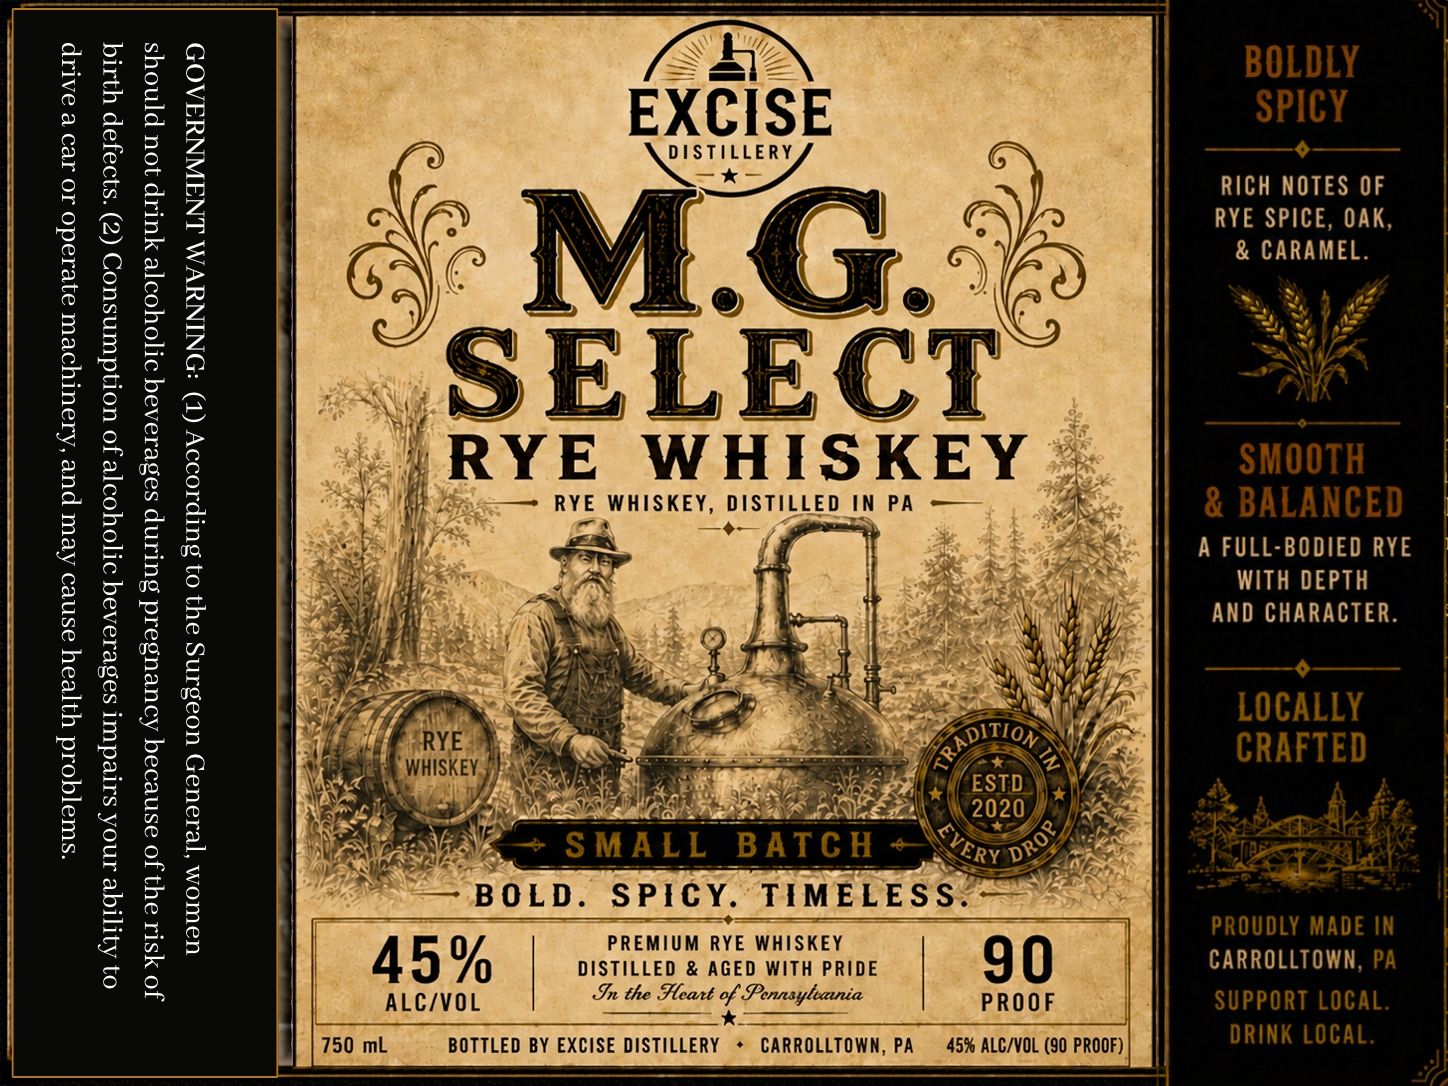 GOVERNMENT WARNING: (1) According to the Surgeon General, women
should not drink alcoholic beverages during pregnancy because of the risk of
birth defects. (2) Consumption of alcoholic beverages impairs your ability to
drive a car or operate machinery, and may cause health problems.
EXCISE
DISTILLERY
M.G.
SELECT
RYE WHISKEY
RYE WHISKEY, DISTILLED IN PA
RYE
WHISKEY
TRADITION IN
ESTD
2020
EVERY DROP
SMALL BATCH
BOLD. SPICY. TIMELESS.
45%
ALC/VOL
PREMIUM RYE WHISKEY
DISTILLED & AGED WITH PRIDE
In the Heart of Pennsylvania
90
PROOF
750 mL
BOTTLED BY EXCISE DISTILLERY • CARROLLTOWN, PA
45% ALC/VOL (90 PROOF)
BOLDLY
SPICY
RICH NOTES OF
RYE SPICE, OAK,
& CARAMEL.
SMOOTH
& BALANCED
A FULL-BODIED RYE
WITH DEPTH
AND CHARACTER.
LOCALLY
CRAFTED
PROUDLY MADE IN
CARROLLTOWN, PA
SUPPORT LOCAL.
DRINK LOCAL.